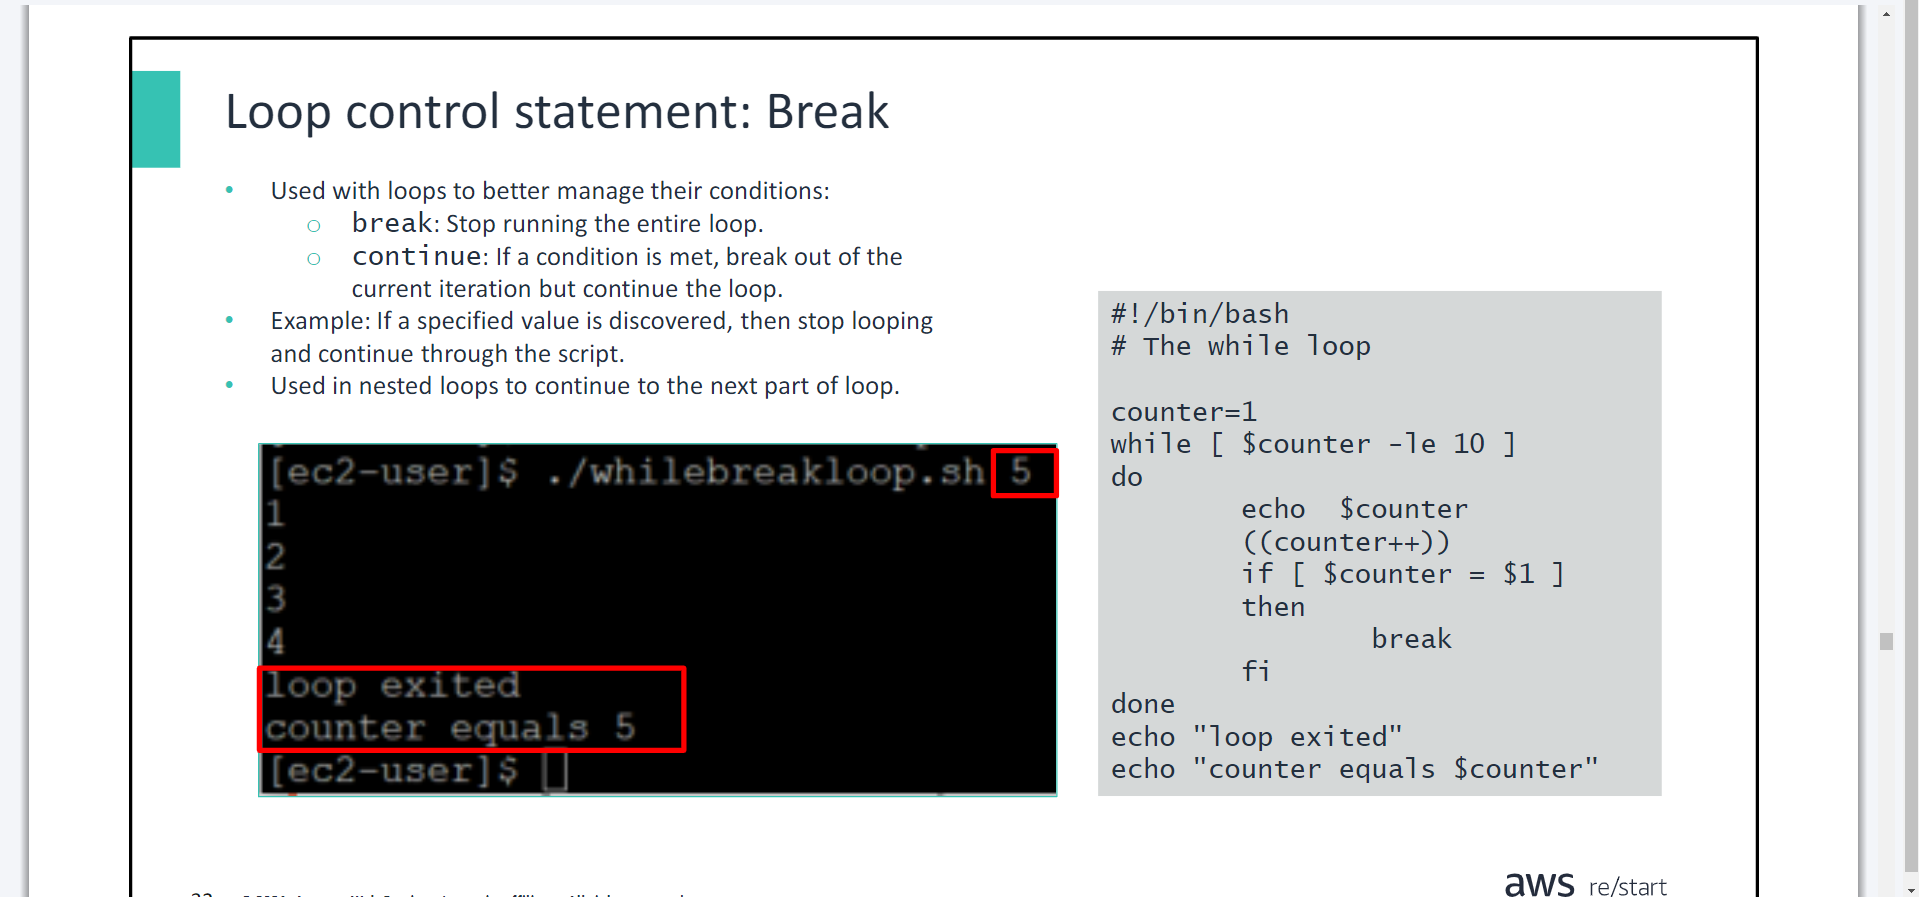 Loop control statement: Break
• Used with loops to better manage their conditions:
○ break: Stop running the entire loop.
○ continue: If a condition is met, break out of the
current iteration but continue the loop.
• Example: If a specified value is discovered, then stop looping
and continue through the script.
• Used in nested loops to continue to the next part of loop.
[ec2-user]$ ./whilebreakloop.sh 5
1
2
3
4
loop exited
counter equals 5
[ec2-user]$
#!/bin/bash
# The while loop
counter=1
while [ $counter -le 10 ]
do
echo  $counter
((counter++))
if [ $counter = $1 ]
then
break
fi
done
echo "loop exited"
echo "counter equals $counter"
aws re/start